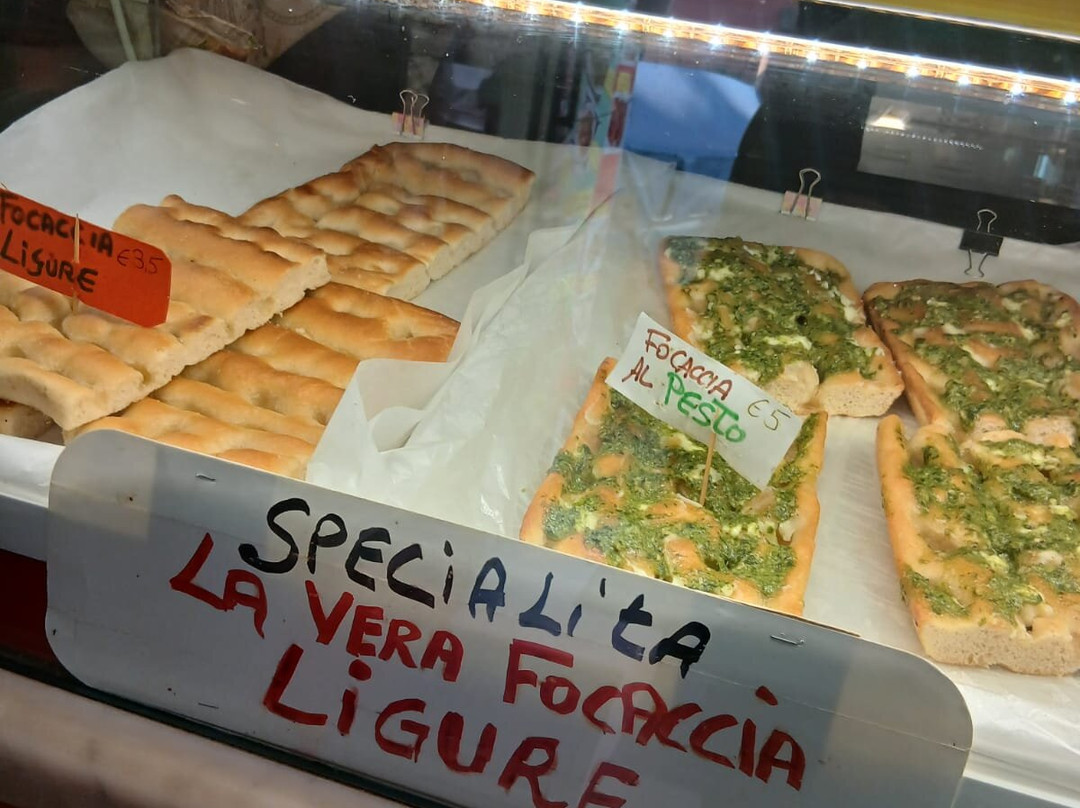 FOCACCIA €3,5
LIGURE
FOCACCIA
AL PESTO €5
SPECIALITA
LA VERA FOCACCIA
LIGURE